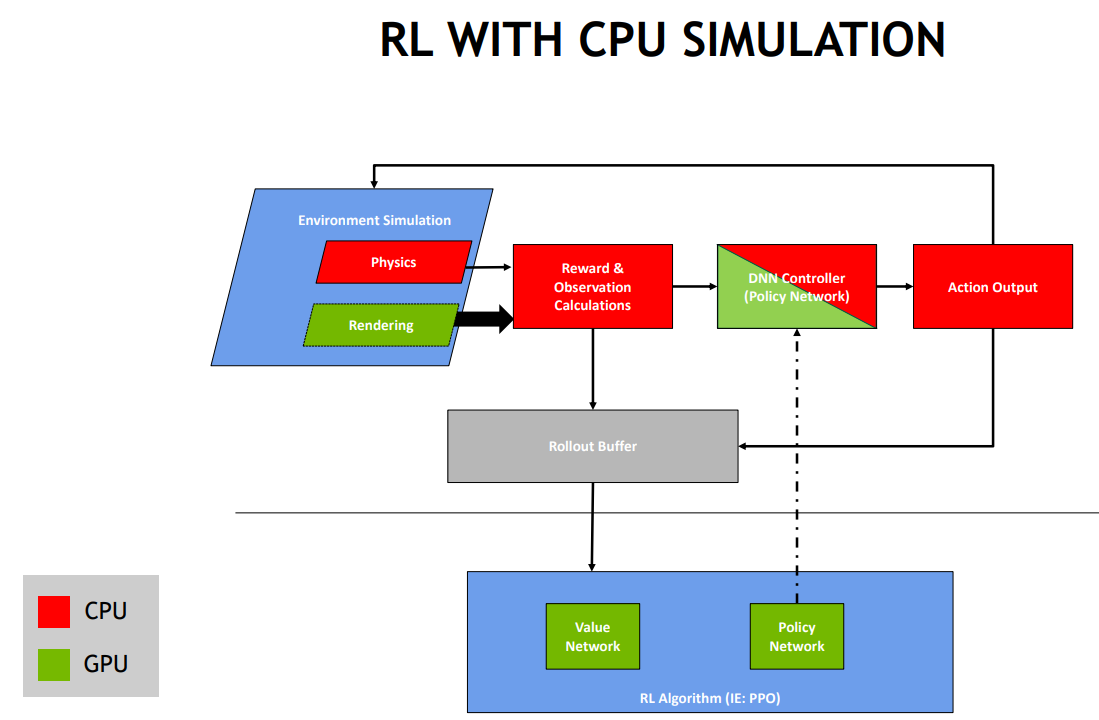 RL WITH CPU SIMULATION
Environment Simulation
Physics
Rendering
Reward &
Observation
Calculations
DNN Controller
(Policy Network)
Action Output
Rollout Buffer
CPU
GPU
Value
Network
Policy
Network
RL Algorithm (IE: PPO)